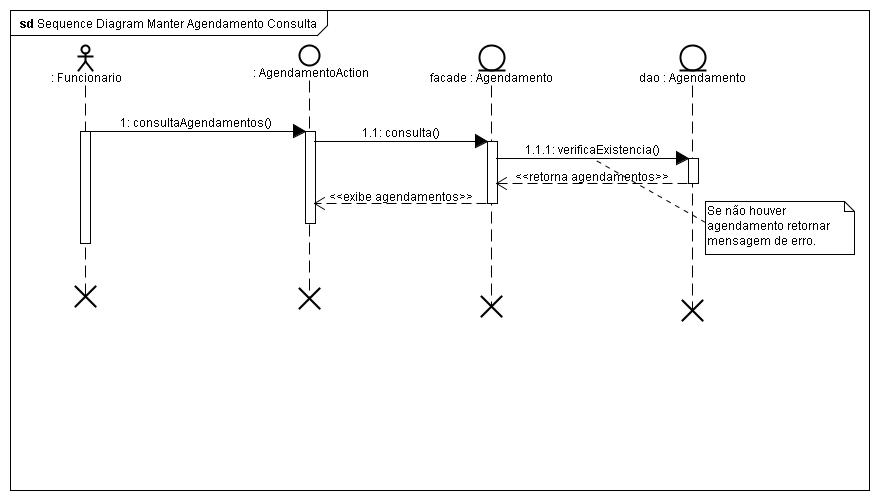 sd Sequence Diagram Manter Agendamento Consulta
: Funcionario
: AgendamentoAction
facade : Agendamento
dao : Agendamento
1: consultaAgendamentos()
1.1: consulta()
1.1.1: verificaExistencia()
<<retorna agendamentos>>
<<exibe agendamentos>>
Se não houver
agendamento retornar
mensagem de erro.